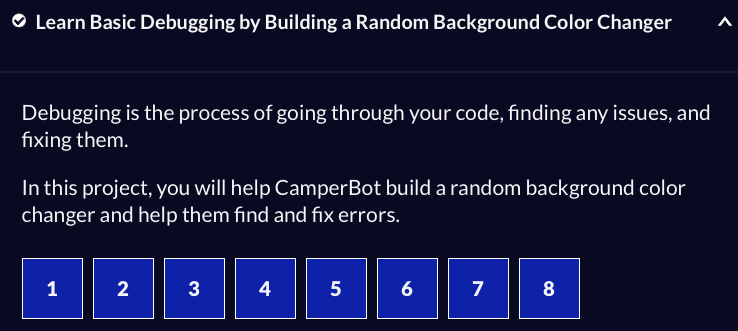 Learn Basic Debugging by Building a Random Background Color Changer
Debugging is the process of going through your code, finding any issues, and
fixing them.
In this project, you will help CamperBot build a random background color
changer and help them find and fix errors.
1 2 3 4 5 6 7 8